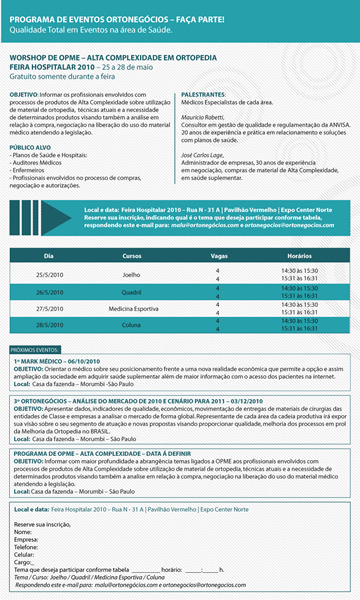 PROGRAMA DE EVENTOS ORTONEGÓCIOS – FAÇA PARTE!
Qualidade Total em Eventos na área de Saúde.
WORSHOP DE OPME – ALTA COMPLEXIDADE EM ORTOPEDIA
FEIRA HOSPITALAR 2010 – 25 a 28 de maio
Gratuito somente durante a feira
OBJETIVO: Informar os profissionais envolvidos com
processos de produtos de Alta Complexidade sobre utilização
de material de ortopedia, técnicas atuais e a necessidade
de determinados produtos visando também a análise em
relação à compra, negociação na liberação do uso do material
médico atendendo a legislação.
PÚBLICO ALVO
- Planos de Saúde e Hospitais:
- Auditores Médicos
- Enfermeiros
- Profissionais envolvidos no processo de compras,
negociação e autorizações.
PALESTRANTES:
Médicos Especialistas de cada área.
Maurício Rabetti,
Consultor em gestão de qualidade e regulamentação da ANVISA.
20 anos de experiência e prática em relacionamento e soluções
com planos de saúde.
José Carlos Lage,
Administrador de empresas, 30 anos de experiência
em negociação, compras de material de Alta Complexidade,
em saúde suplementar.
Local e data: Feira Hospitalar 2010 – Rua N - 31 A | Pavilhão Vermelho | Expo Center Norte
Reserve sua inscrição, indicando qual é o tema que deseja participar conforme tabela,
respondendo este e-mail para: malu@ortonegócios.com e ortonegocios@ortonegocios.com
Dia Cursos Vagas Horários
25/5/2010 Joelho 4 14:30 às 15:30
4 15:31 às 16:31
26/5/2010 Quadril 4 14:30 às 15:30
4 15:31 às 16:31
27/5/2010 Medicina Esportiva 4 14:30 às 15:30
4 15:31 às 16:31
28/5/2010 Coluna 4 14:30 às 15:30
4 15:31 às 16:31
PRÓXIMOS EVENTOS:
1º MARK MÉDICO – 06/10/2010
OBJETIVO: Orientar o médico sobre seu posicionamento frente a uma nova realidade econômica que permite a opção e assim
ampliação da sociedade em adquirir saúde suplementar além de maior informação com o acesso dos pacientes na internet.
Local: Casa da fazenda – Morumbi -São Paulo
3º ORTONEGÓCIOS – ANÁLISE DO MERCADO DE 2010 E CENÁRIO PARA 2011 – 03/12/2010
OBJETIVO: Apresentar dados, indicadores de qualidade, econômicos, movimentação de entregas de materiais de cirurgias das
entidades de Classe e empresas a analisar o mercado de forma global. Representante de cada área da cadeia produtiva irá expor
sua visão sobre o seu segmento de atuação e novas propostas visando proporcionar qualidade, melhoria dos processos em prol
da Melhoria da Ortopedia no BRASIL.
Local: Casa da fazenda – Morumbi – São Paulo
PROGRAMA DE OPME – ALTA COMPLEXIDADE – DATA Á DEFINIR
OBJETIVO: Informar com maior profundidade a abrangência temas ligados a OPME aos profissionais envolvidos com
processos de produtos de Alta Complexidade sobre utilização de material de ortopedia, técnicas atuais e a necessidade de
determinados produtos visando também a análise em relação à compra, negociação na liberação do uso do material médico
atendendo à legislação.
Local: Casa da fazenda – Morumbi – São Paulo
Local e data: Feira Hospitalar 2010 – Rua N - 31 A | Pavilhão Vermelho | Expo Center Norte
Reserve sua inscrição,
Nome:
Empresa:
Telefone:
Celular:
Cargo:_
Tema que deseja participar conforme tabela _________ horário: _____:_____ h.
Tema / Curso: Joelho / Quadril / Medicina Esportiva / Coluna
Respondendo este e-mail para: malu@ortonegocios.com e ortonegocios@ortonegocios.com